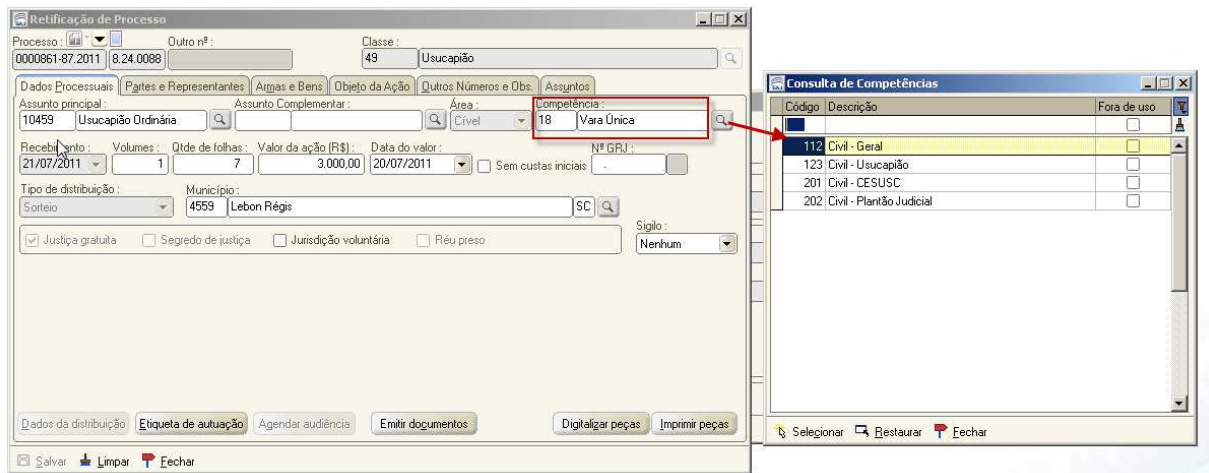 Retificação de Processo
Processo : Outro nº : Classe :
0000861-87.2011 8.24.0088 49 Usucapião
Dados Processuais Partes e Representantes Armas e Bens Objeto da Ação Outros Números e Obs. Assuntos
Assunto principal : Assunto Complementar : Área : Competência :
10459 Usucapião Ordinária Cível 18 Vara Única
Recebimento : Volumes : Qtde de folhas : Valor da ação (R$) : Data do valor : Nº GRJ :
21/07/2011 1 7 3.000,00 20/07/2011 Sem custas iniciais .
Tipo de distribuição : Município :
Sorteio 4559 Lebon Régis SC
Sigilo :
Justiça gratuita Segredo de justiça Jurisdição voluntária Réu preso Nenhum
Dados da distribuição Etiqueta de autuação Agendar audiência Emitir documentos Digitalizar peças Imprimir peças
Salvar Limpar Fechar
Consulta de Competências
Código Descrição Fora de uso
112 Civil - Geral
123 Civil - Usucapião
201 Civil - CESUSC
202 Civil - Plantão Judicial
Selecionar Restaurar Fechar